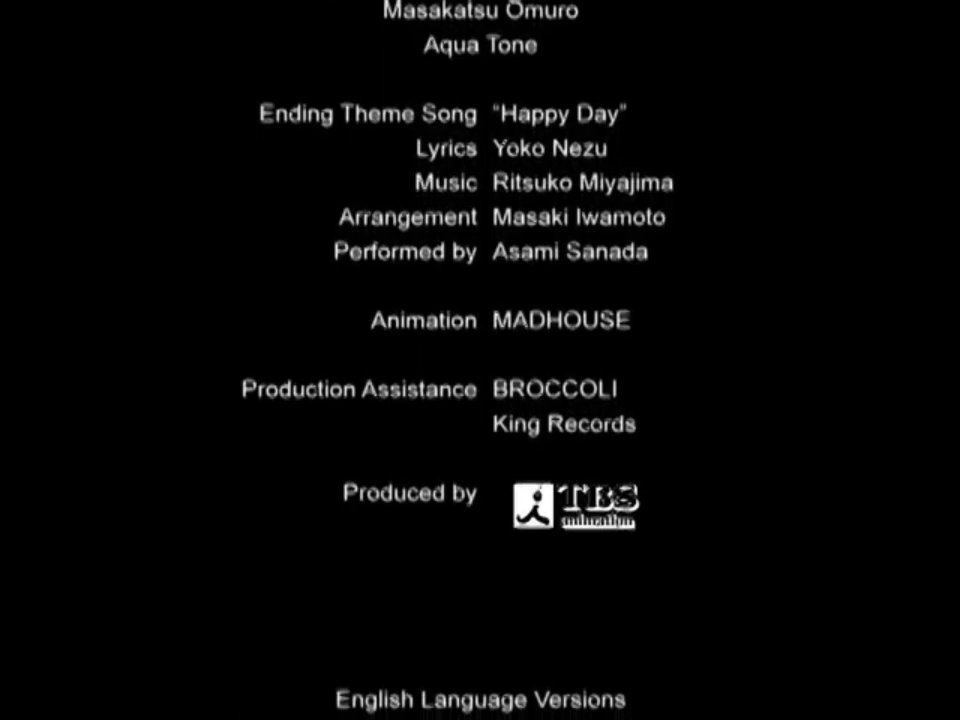 Masakatsu Omuro
Aqua Tone
Ending Theme Song “Happy Day”
Lyrics Yoko Nezu
Music Ritsuko Miyajima
Arrangement Masaki Iwamoto
Performed by Asami Sanada
Animation MADHOUSE
Production Assistance BROCCOLI
King Records
Produced by TBS
animation
English Language Versions